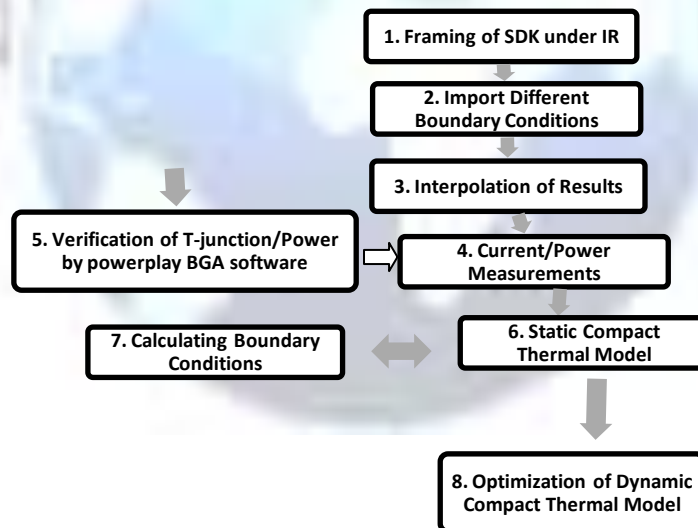 1. Framing of SDK under IR
2. Import Different
Boundary Conditions
3. Interpolation of Results
5. Verification of T-junction/Power
by powerplay BGA software
4. Current/Power
Measurements
7. Calculating Boundary
Conditions
6. Static Compact
Thermal Model
8. Optimization of Dynamic
Compact Thermal Model